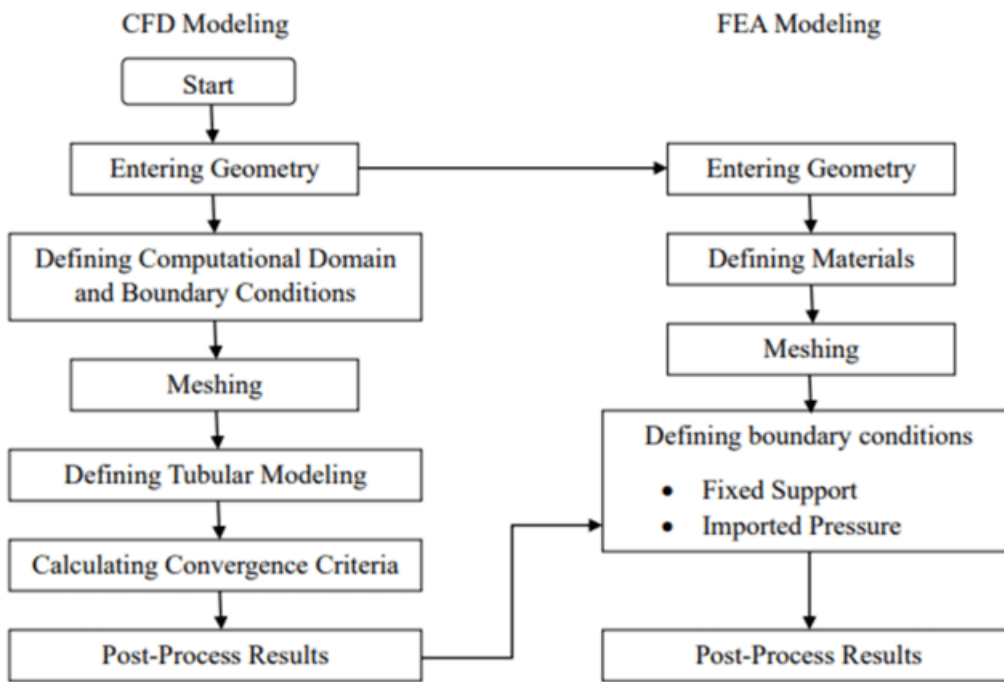 CFD Modeling
Start
Entering Geometry
Defining Computational Domain
and Boundary Conditions
Meshing
Defining Tubular Modeling
Calculating Convergence Criteria
Post-Process Results
FEA Modeling
Entering Geometry
Defining Materials
Meshing
Defining boundary conditions
• Fixed Support
• Imported Pressure
Post-Process Results